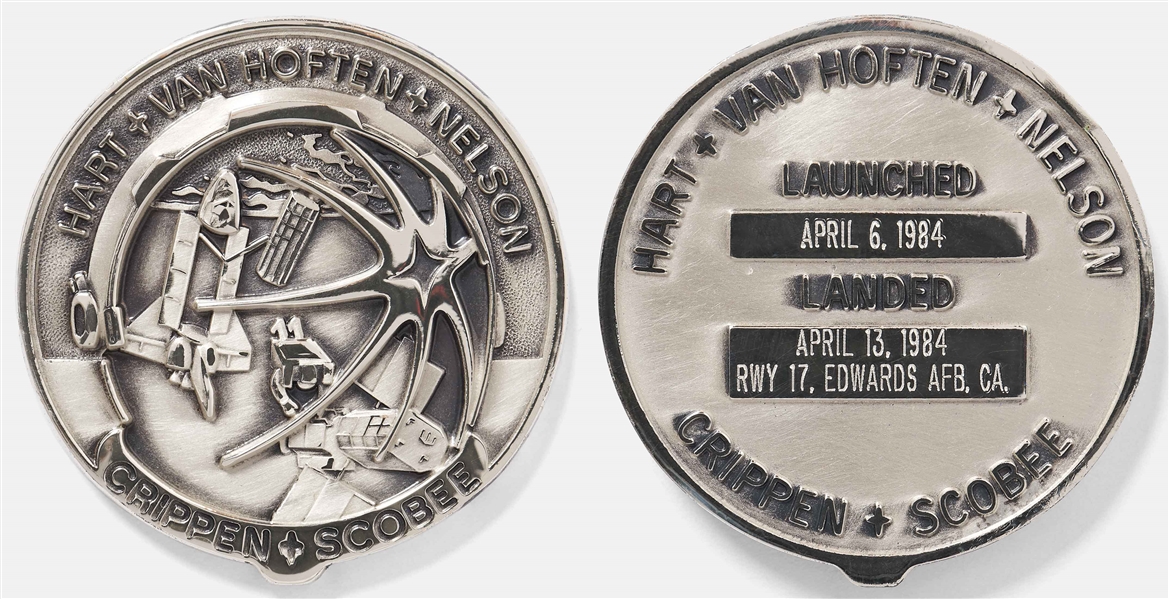 HART ✦ VAN HOFTEN ✦ NELSON
CRIPPEN ✦ SCOBEE
HART ✦ VAN HOFTEN ✦ NELSON
LAUNCHED
APRIL 6, 1984
LANDED
APRIL 13, 1984
RWY 17, EDWARDS AFB, CA.
CRIPPEN ✦ SCOBEE